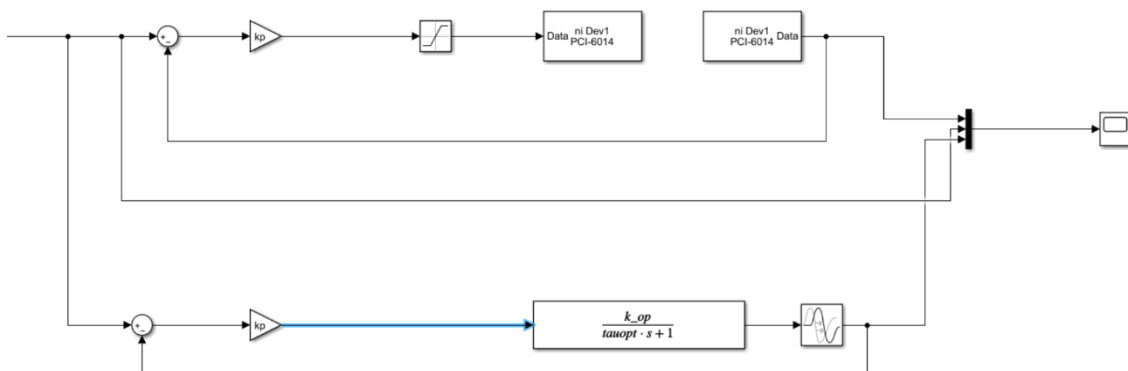 +
−
kp
Data
ni Dev1
PCI-6014
ni Dev1
PCI-6014
Data
+
−
kp
k_op
tauopt · s + 1